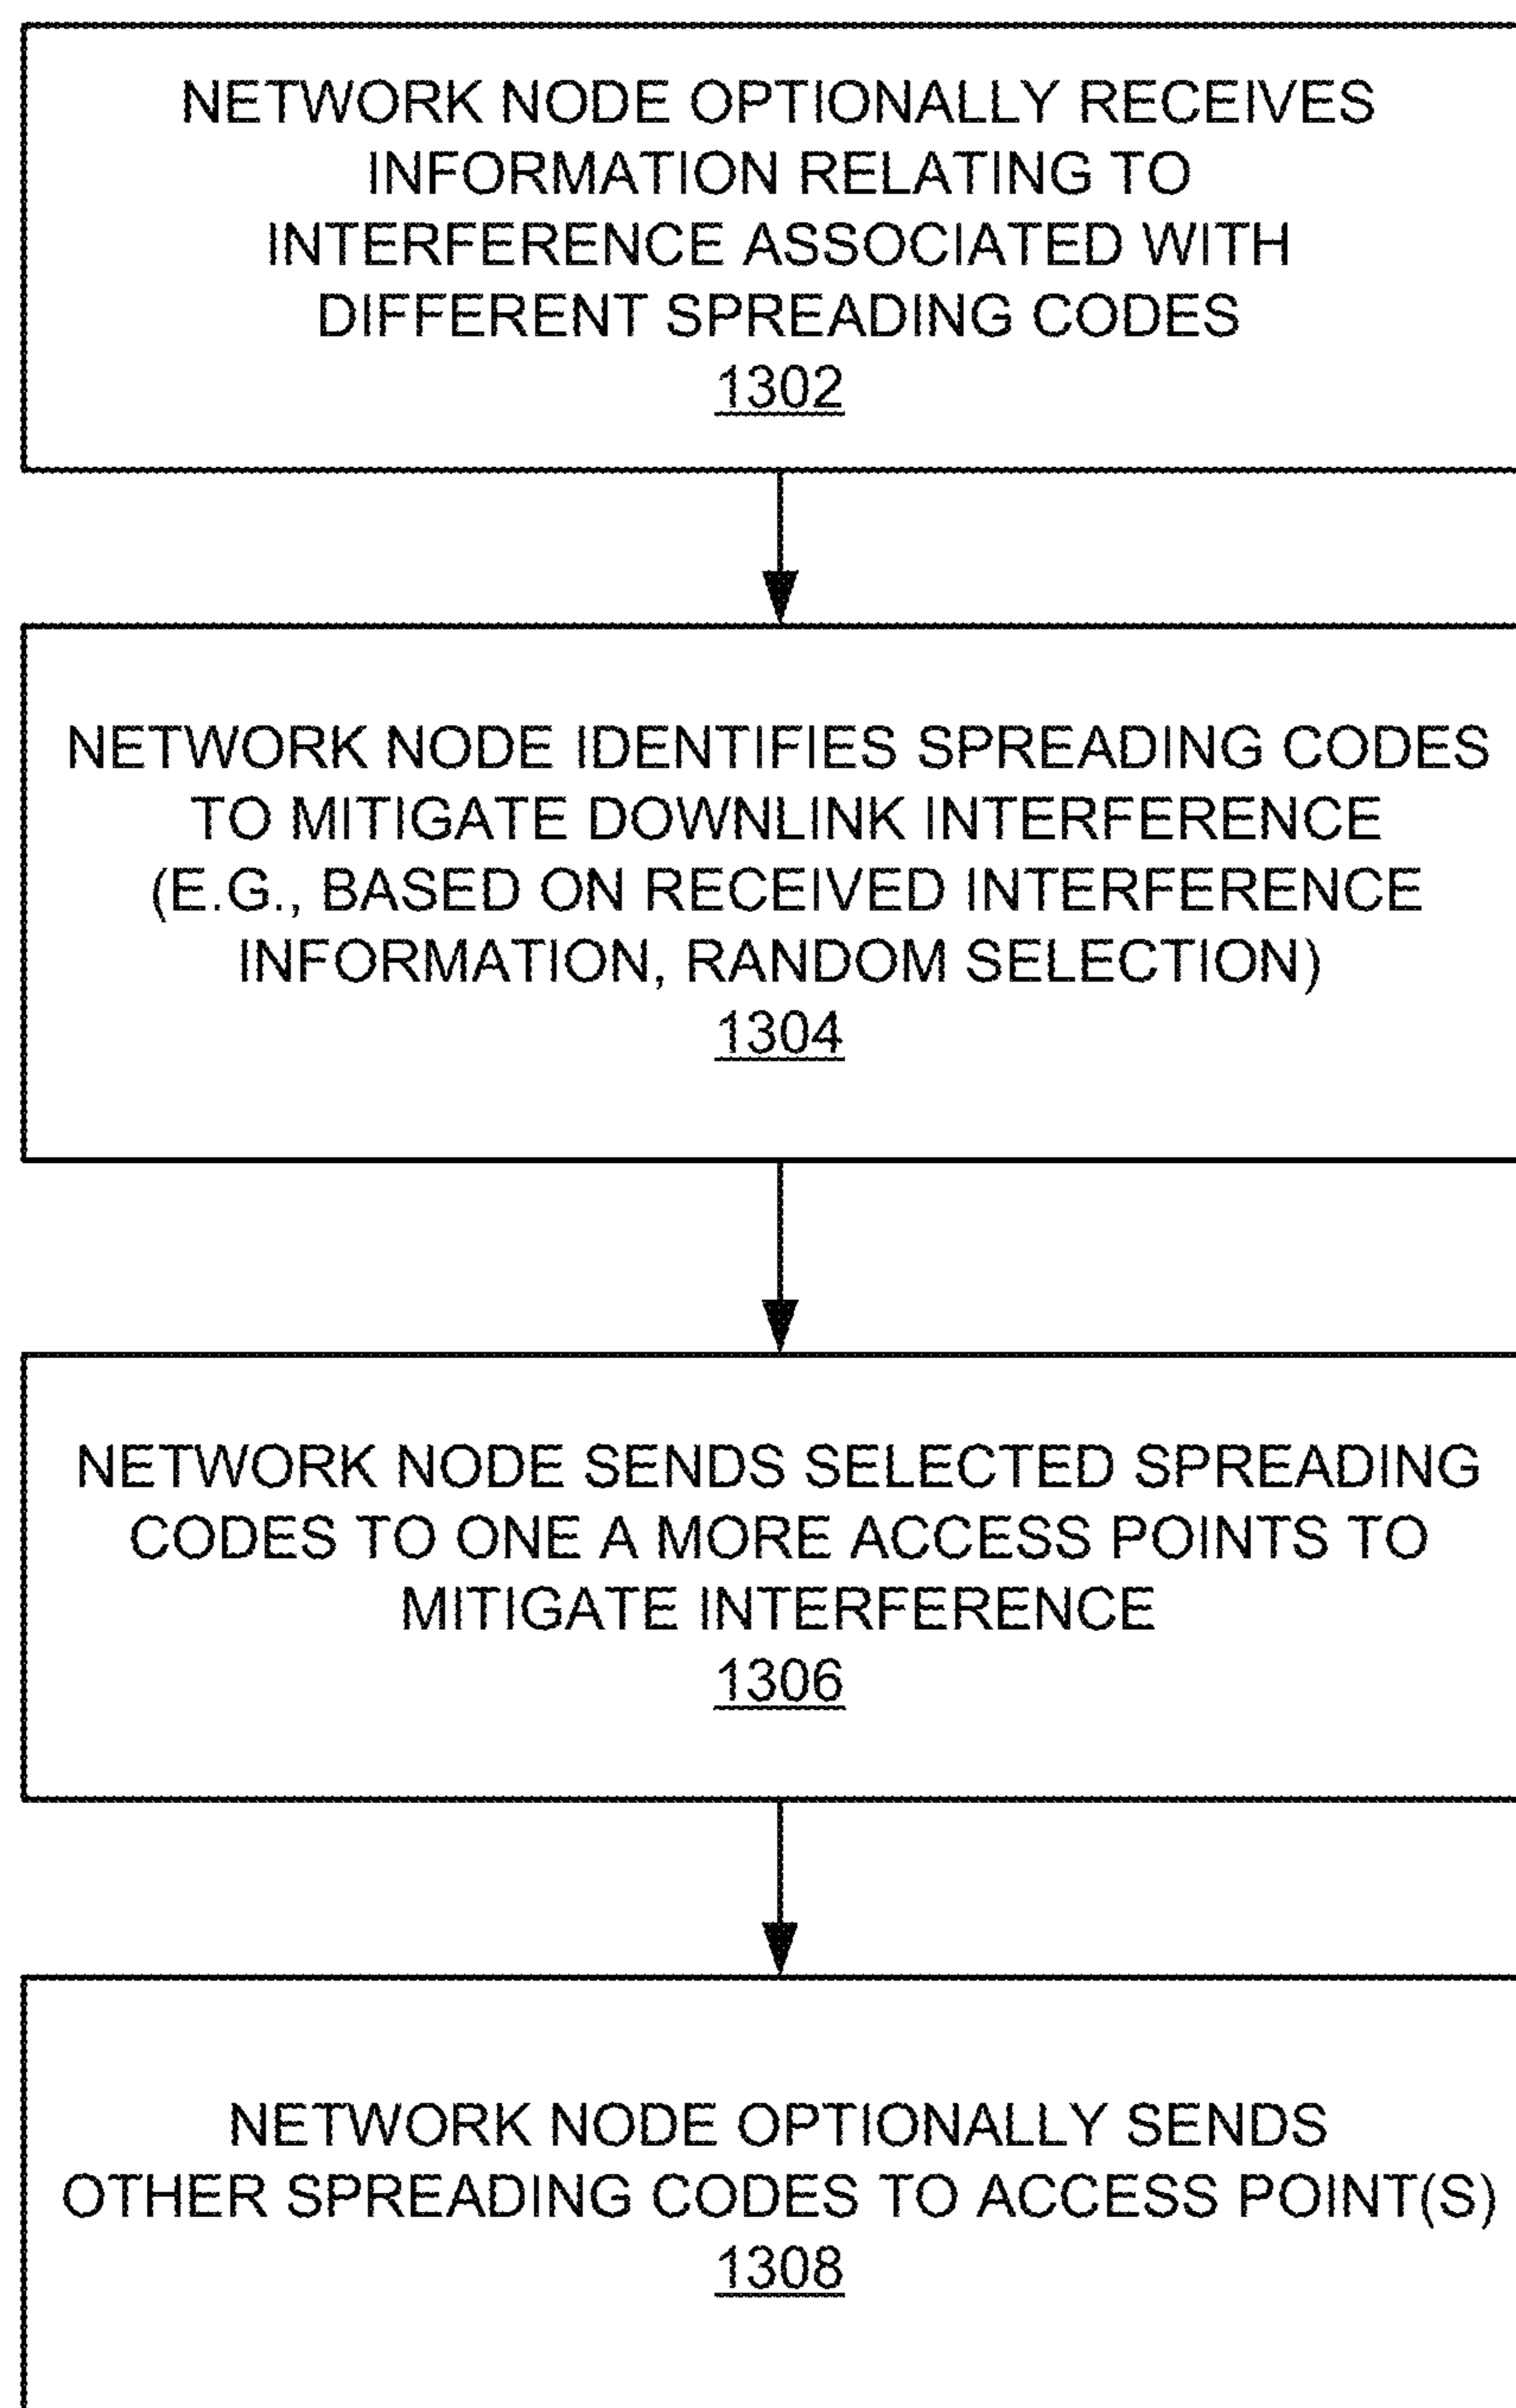 NETWORK NODE OPTIONALLY RECEIVES
INFORMATION RELATING TO
INTERFERENCE ASSOCIATED WITH
DIFFERENT SPREADING CODES
1302
NETWORK NODE IDENTIFIES SPREADING CODES
TO MITIGATE DOWNLINK INTERFERENCE
(E.G., BASED ON RECEIVED INTERFERENCE
INFORMATION, RANDOM SELECTION)
1304
NETWORK NODE SENDS SELECTED SPREADING
CODES TO ONE A MORE ACCESS POINTS TO
MITIGATE INTERFERENCE
1306
NETWORK NODE OPTIONALLY SENDS
OTHER SPREADING CODES TO ACCESS POINT(S)
1308